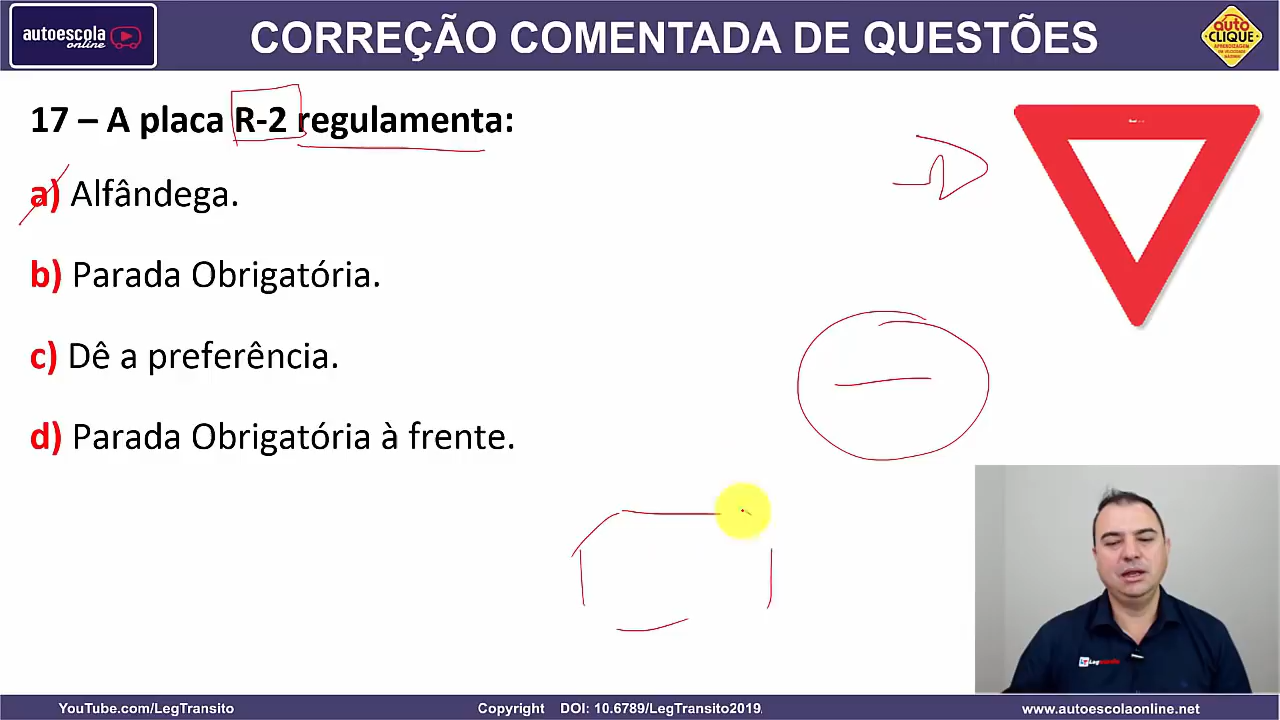 autoescola
online
CORREÇÃO COMENTADA DE QUESTÕES
auto
CLIQUE
17 – A placa R-2 regulamenta:
a) Alfândega.
b) Parada Obrigatória.
c) Dê a preferência.
d) Parada Obrigatória à frente.
YouTube.com/LegTransito
Copyright DOI: 10.6789/LegTransito2019
www.autoescolaonline.net